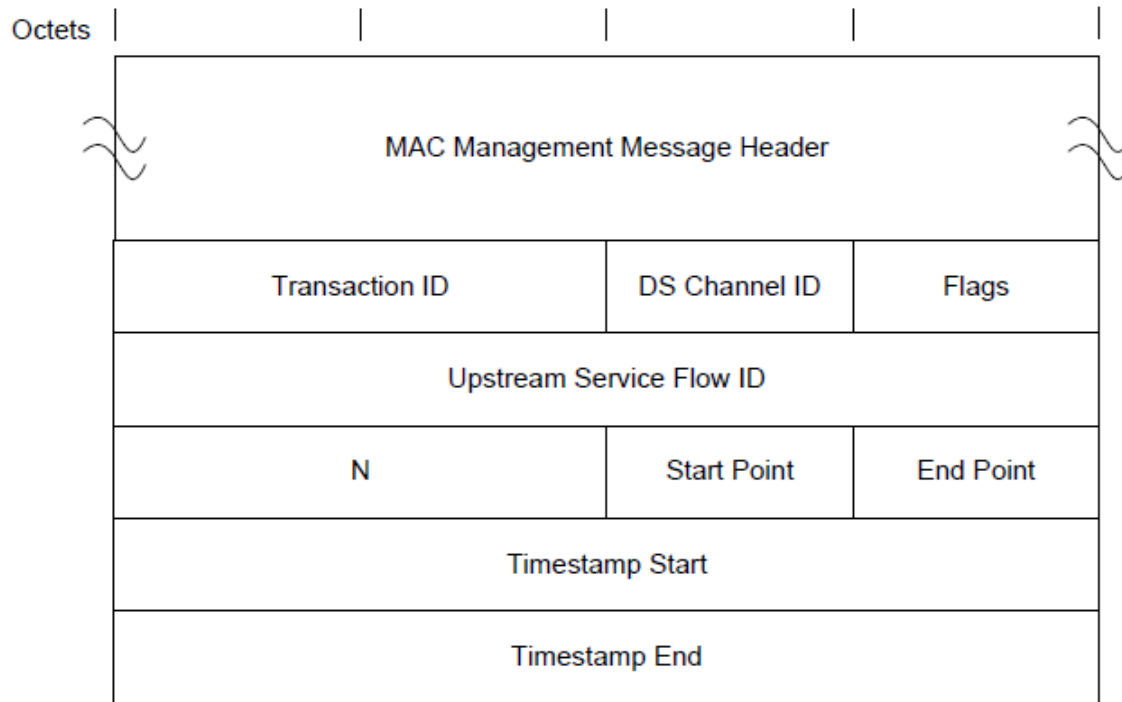 Octets
MAC Management Message Header
Transaction ID DS Channel ID Flags
Upstream Service Flow ID
N Start Point End Point
Timestamp Start
Timestamp End